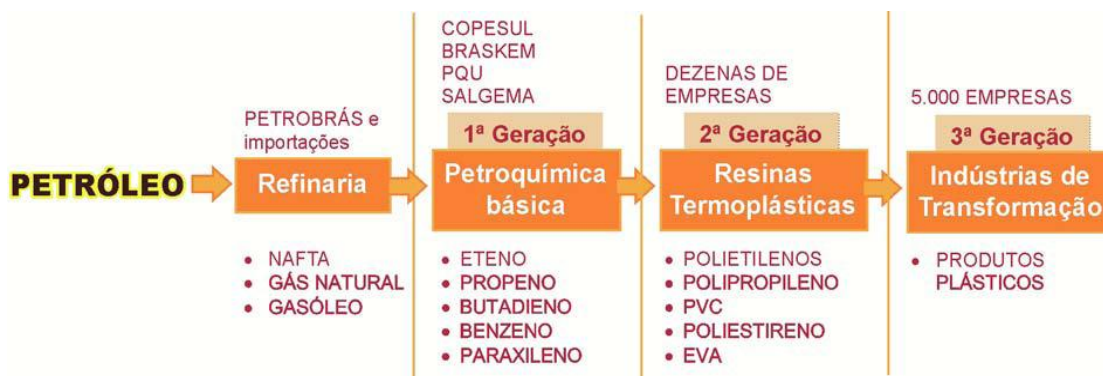 PETRÓLEO
PETROBRÁS e
importações
Refinaria
• NAFTA
• GÁS NATURAL
• GASÓLEO
COPESUL
BRASKEM
PQU
SALGEMA
1ª Geração
Petroquímica
básica
• ETENO
• PROPENO
• BUTADIENO
• BENZENO
• PARAXILENO
DEZENAS DE
EMPRESAS
2ª Geração
Resinas
Termoplásticas
• POLIETILENOS
• POLIPROPILENO
• PVC
• POLIESTIRENO
• EVA
5.000 EMPRESAS
3ª Geração
Indústrias de
Transformação
• PRODUTOS
PLÁSTICOS